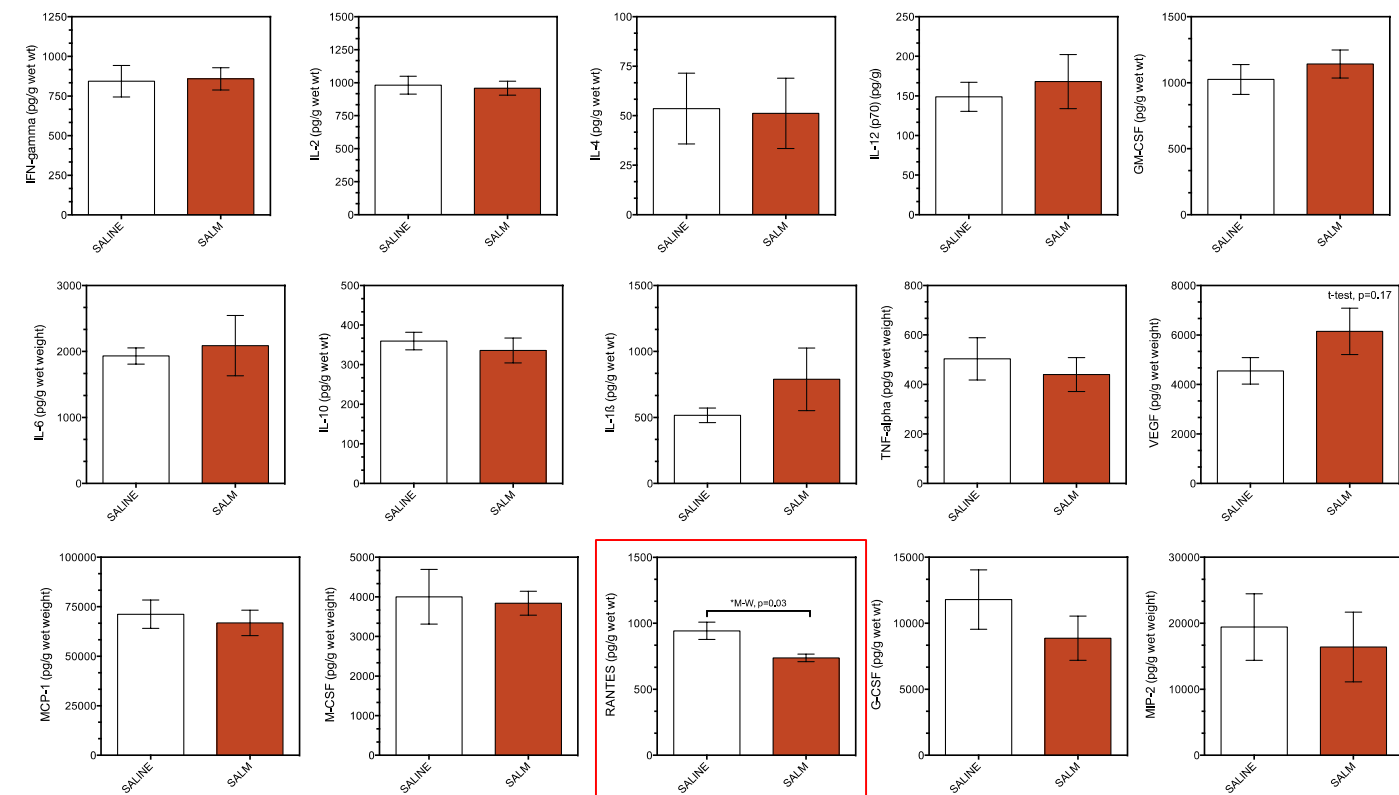 IFN-gamma (pg/g wet wt)
1250
1000
750
500
250
0
SALINE
SALM
IL-2 (pg/g wet wt)
1500
1250
1000
750
500
250
0
SALINE
SALM
IL-4 (pg/g wet wt)
100
75
50
25
0
SALINE
SALM
IL-12 (p70) (pg/g)
250
200
150
100
50
0
SALINE
SALM
GM-CSF (pg/g wet wt)
1500
1000
500
0
SALINE
SALM
IL-6 (pg/g wet weight)
3000
2000
1000
0
SALINE
SALM
IL-10 (pg/g wet wt)
500
400
300
200
100
0
SALINE
SALM
IL-1ß (pg/g wet wt)
1500
1000
500
0
SALINE
SALM
TNF-alpha (pg/g wet weight)
800
600
400
200
0
SALINE
SALM
VEGF (pg/g wet weight)
8000
6000
4000
2000
0
t-test, p=0.17
SALINE
SALM
MCP-1 (pg/g wet weight)
100000
75000
50000
25000
0
SALINE
SALM
M-CSF (pg/g wet weight)
5000
4000
3000
2000
1000
0
SALINE
SALM
RANTES (pg/g wet wt)
1500
1000
500
0
*M-W, p=0.03
SALINE
SALM
G-CSF (pg/g wet wt)
15000
10000
5000
0
SALINE
SALM
MIP-2 (pg/g wet weight)
30000
20000
10000
0
SALINE
SALM